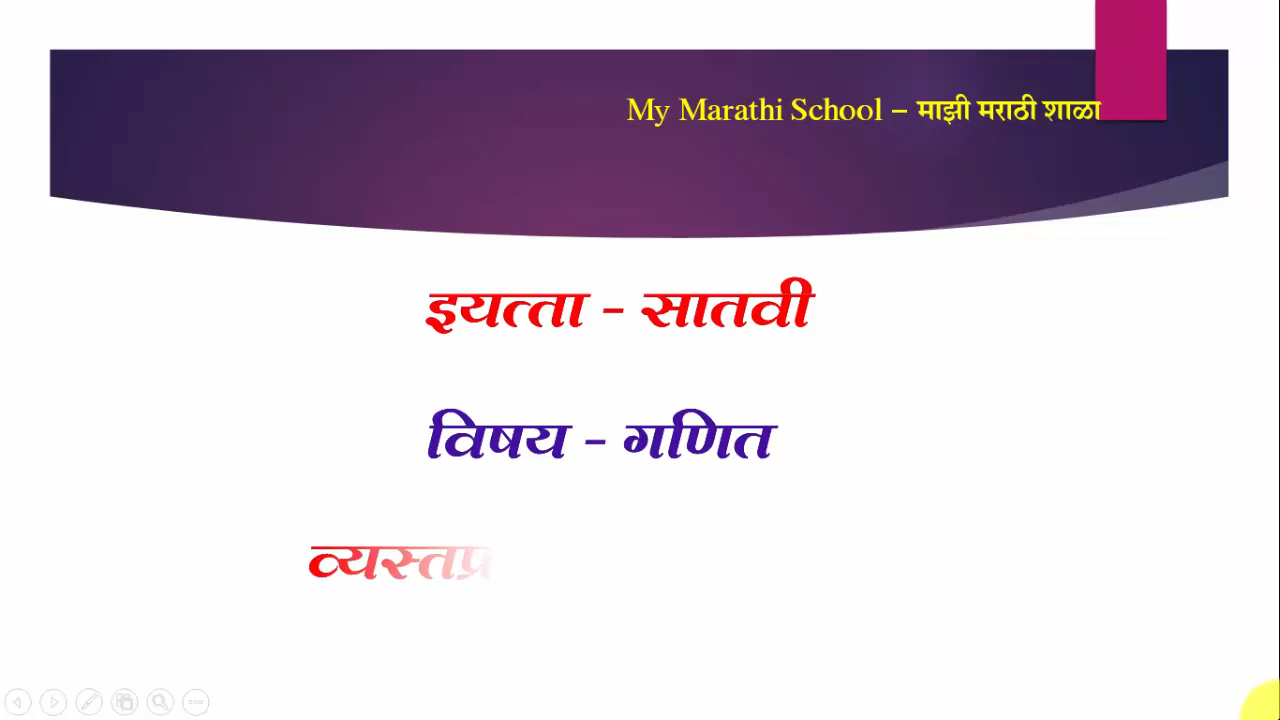 My Marathi School – माझी मराठी शाळा
इयत्ता - सातवी
विषय - गणित